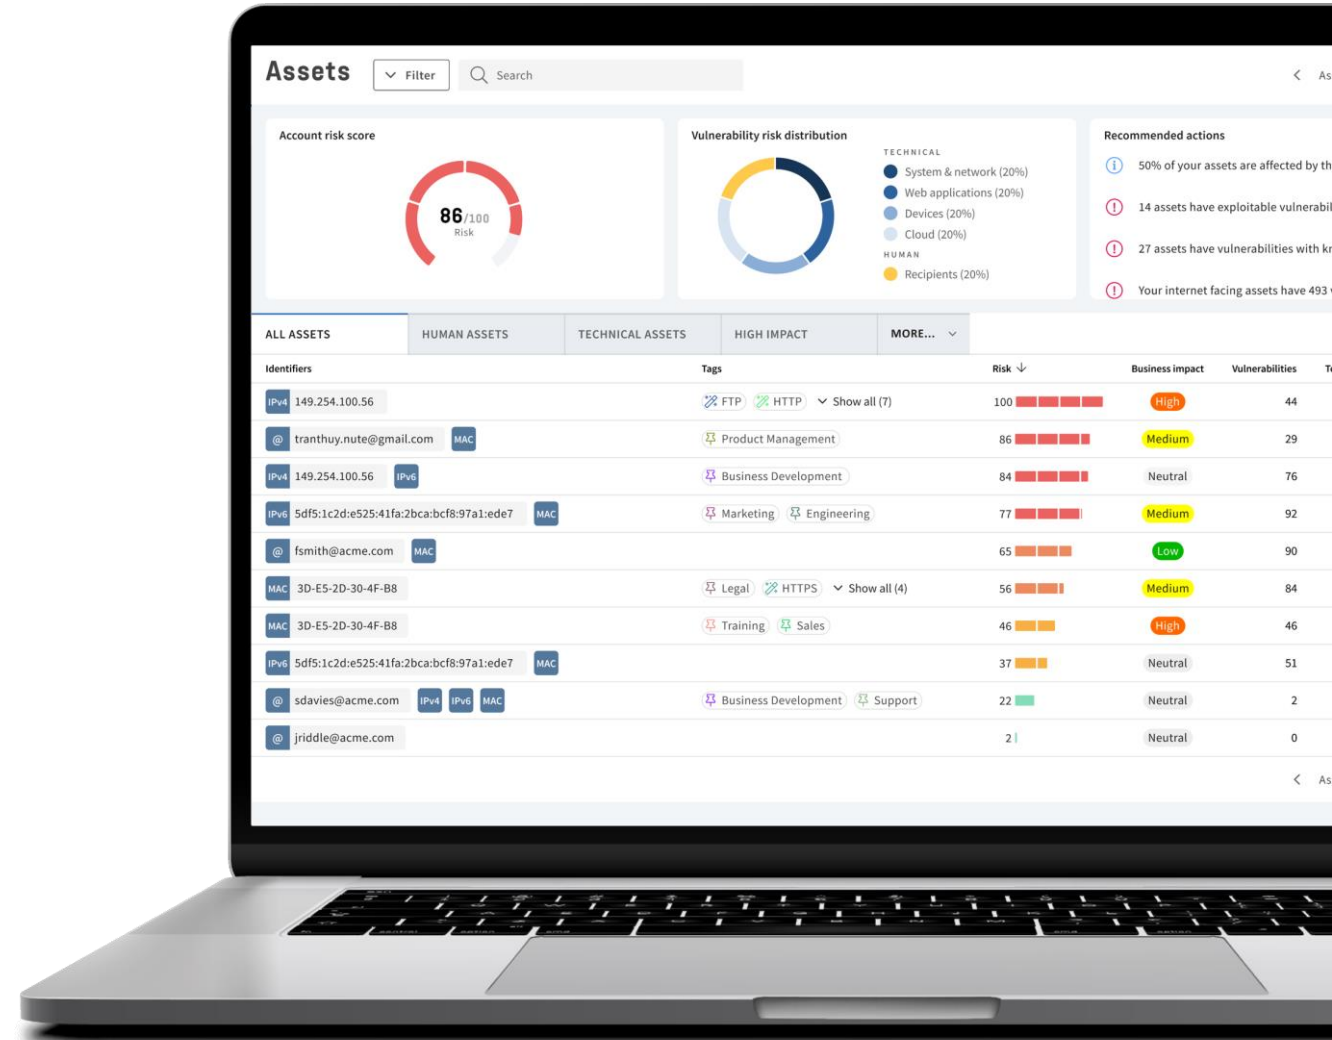 Assets Filter Search As
Account risk score
86/100
Risk
Vulnerability risk distribution
TECHNICAL
System & network (20%)
Web applications (20%)
Devices (20%)
Cloud (20%)
HUMAN
Recipients (20%)
Recommended actions
50% of your assets are affected by th
14 assets have exploitable vulnerabil
27 assets have vulnerabilities with kr
Your internet facing assets have 493
ALL ASSETS HUMAN ASSETS TECHNICAL ASSETS HIGH IMPACT MORE...
Identifiers Tags Risk Business impact Vulnerabilities
IPv4 149.254.100.56 FTP HTTP Show all (7) 100 High 44
@ tranthuy.nute@gmail.com MAC Product Management 86 Medium 29
IPv4 149.254.100.56 IPv6 Business Development 84 Neutral 76
IPv6 5df5:1c2d:e525:41fa:2bca:bcf8:97a1:ede7 MAC Marketing Engineering 77 Medium 92
@ fsmith@acme.com MAC 65 Low 90
MAC 3D-E5-2D-30-4F-B8 Legal HTTPS Show all (4) 56 Medium 84
MAC 3D-E5-2D-30-4F-B8 Training Sales 46 High 46
IPv6 5df5:1c2d:e525:41fa:2bca:bcf8:97a1:ede7 MAC 37 Neutral 51
@ sdavies@acme.com IPv4 IPv6 MAC Business Development Support 22 Neutral 2
@ jriddle@acme.com 2 Neutral 0
As